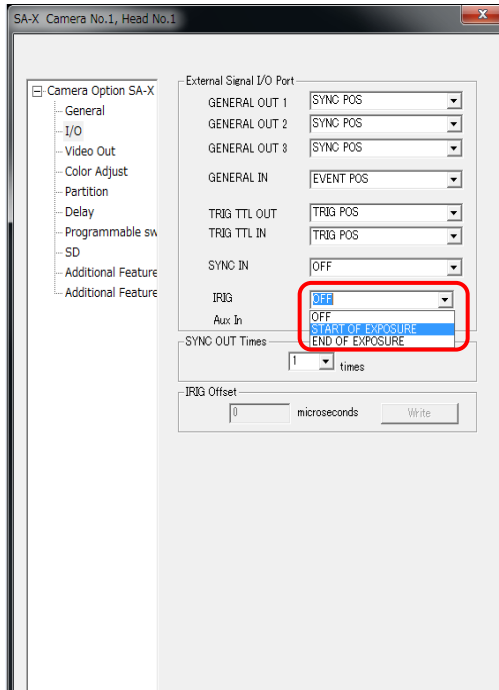 SA-X Camera No.1, Head No.1
x
Camera Option SA-X
General
I/O
Video Out
Color Adjust
Partition
Delay
Programmable sw
SD
Additional Feature
Additional Feature
External Signal I/O Port
GENERAL OUT 1 SYNC POS
GENERAL OUT 2 SYNC POS
GENERAL OUT 3 SYNC POS
GENERAL IN EVENT POS
TRIG TTL OUT TRIG POS
TRIG TTL IN TRIG POS
SYNC IN OFF
IRIG OFF
Aux In
OFF
START OF EXPOSURE
END OF EXPOSURE
SYNC OUT Times
1 times
IRIG Offset
0 microseconds Write